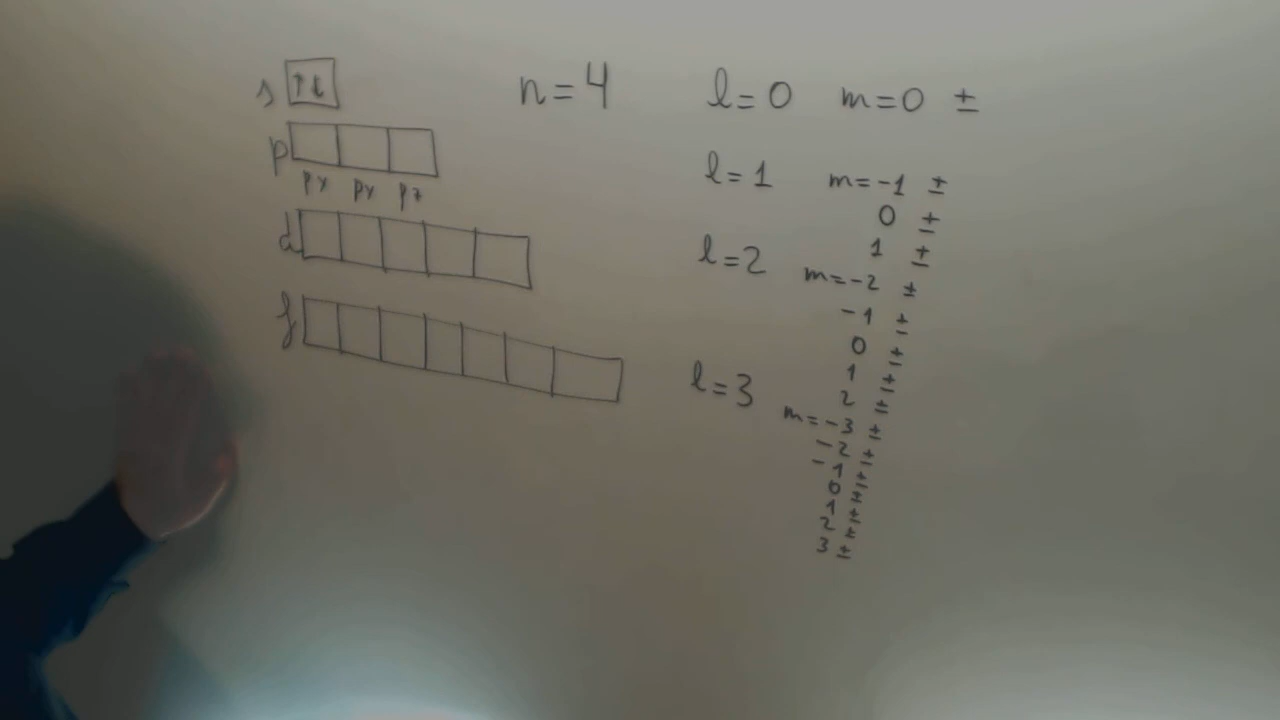 s ↑↓ n=4 l=0 m=0 ±
p l=1 m=-1 ±
px py pz 0 ±
1 ±
d l=2 m=-2 ±
-1 ±
0 ±
1 ±
2 ±
f l=3 m=-3 ±
-2 ±
-1 ±
0 ±
1 ±
2 ±
3 ±